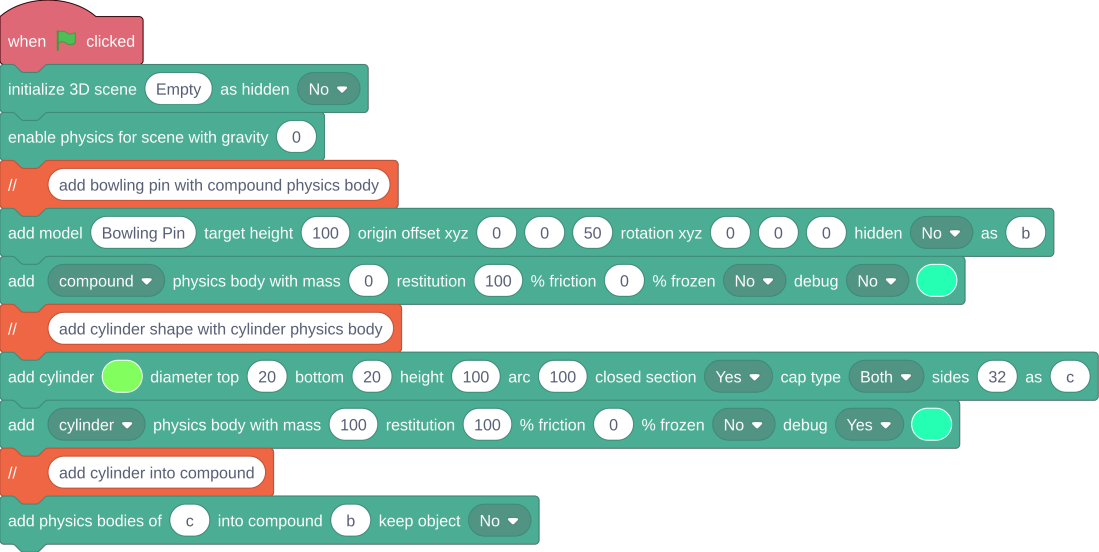 when clicked
initialize 3D scene Empty as hidden No
enable physics for scene with gravity 0
// add bowling pin with compound physics body
add model Bowling Pin target height 100 origin offset xyz 0 0 50 rotation xyz 0 0 0 hidden No as b
add compound physics body with mass 0 restitution 100 % friction 0 % frozen No debug No
// add cylinder shape with cylinder physics body
add cylinder diameter top 20 bottom 20 height 100 arc 100 closed section Yes cap type Both sides 32 as c
add cylinder physics body with mass 100 restitution 100 % friction 0 % frozen No debug Yes
// add cylinder into compound
add physics bodies of c into compound b keep object No